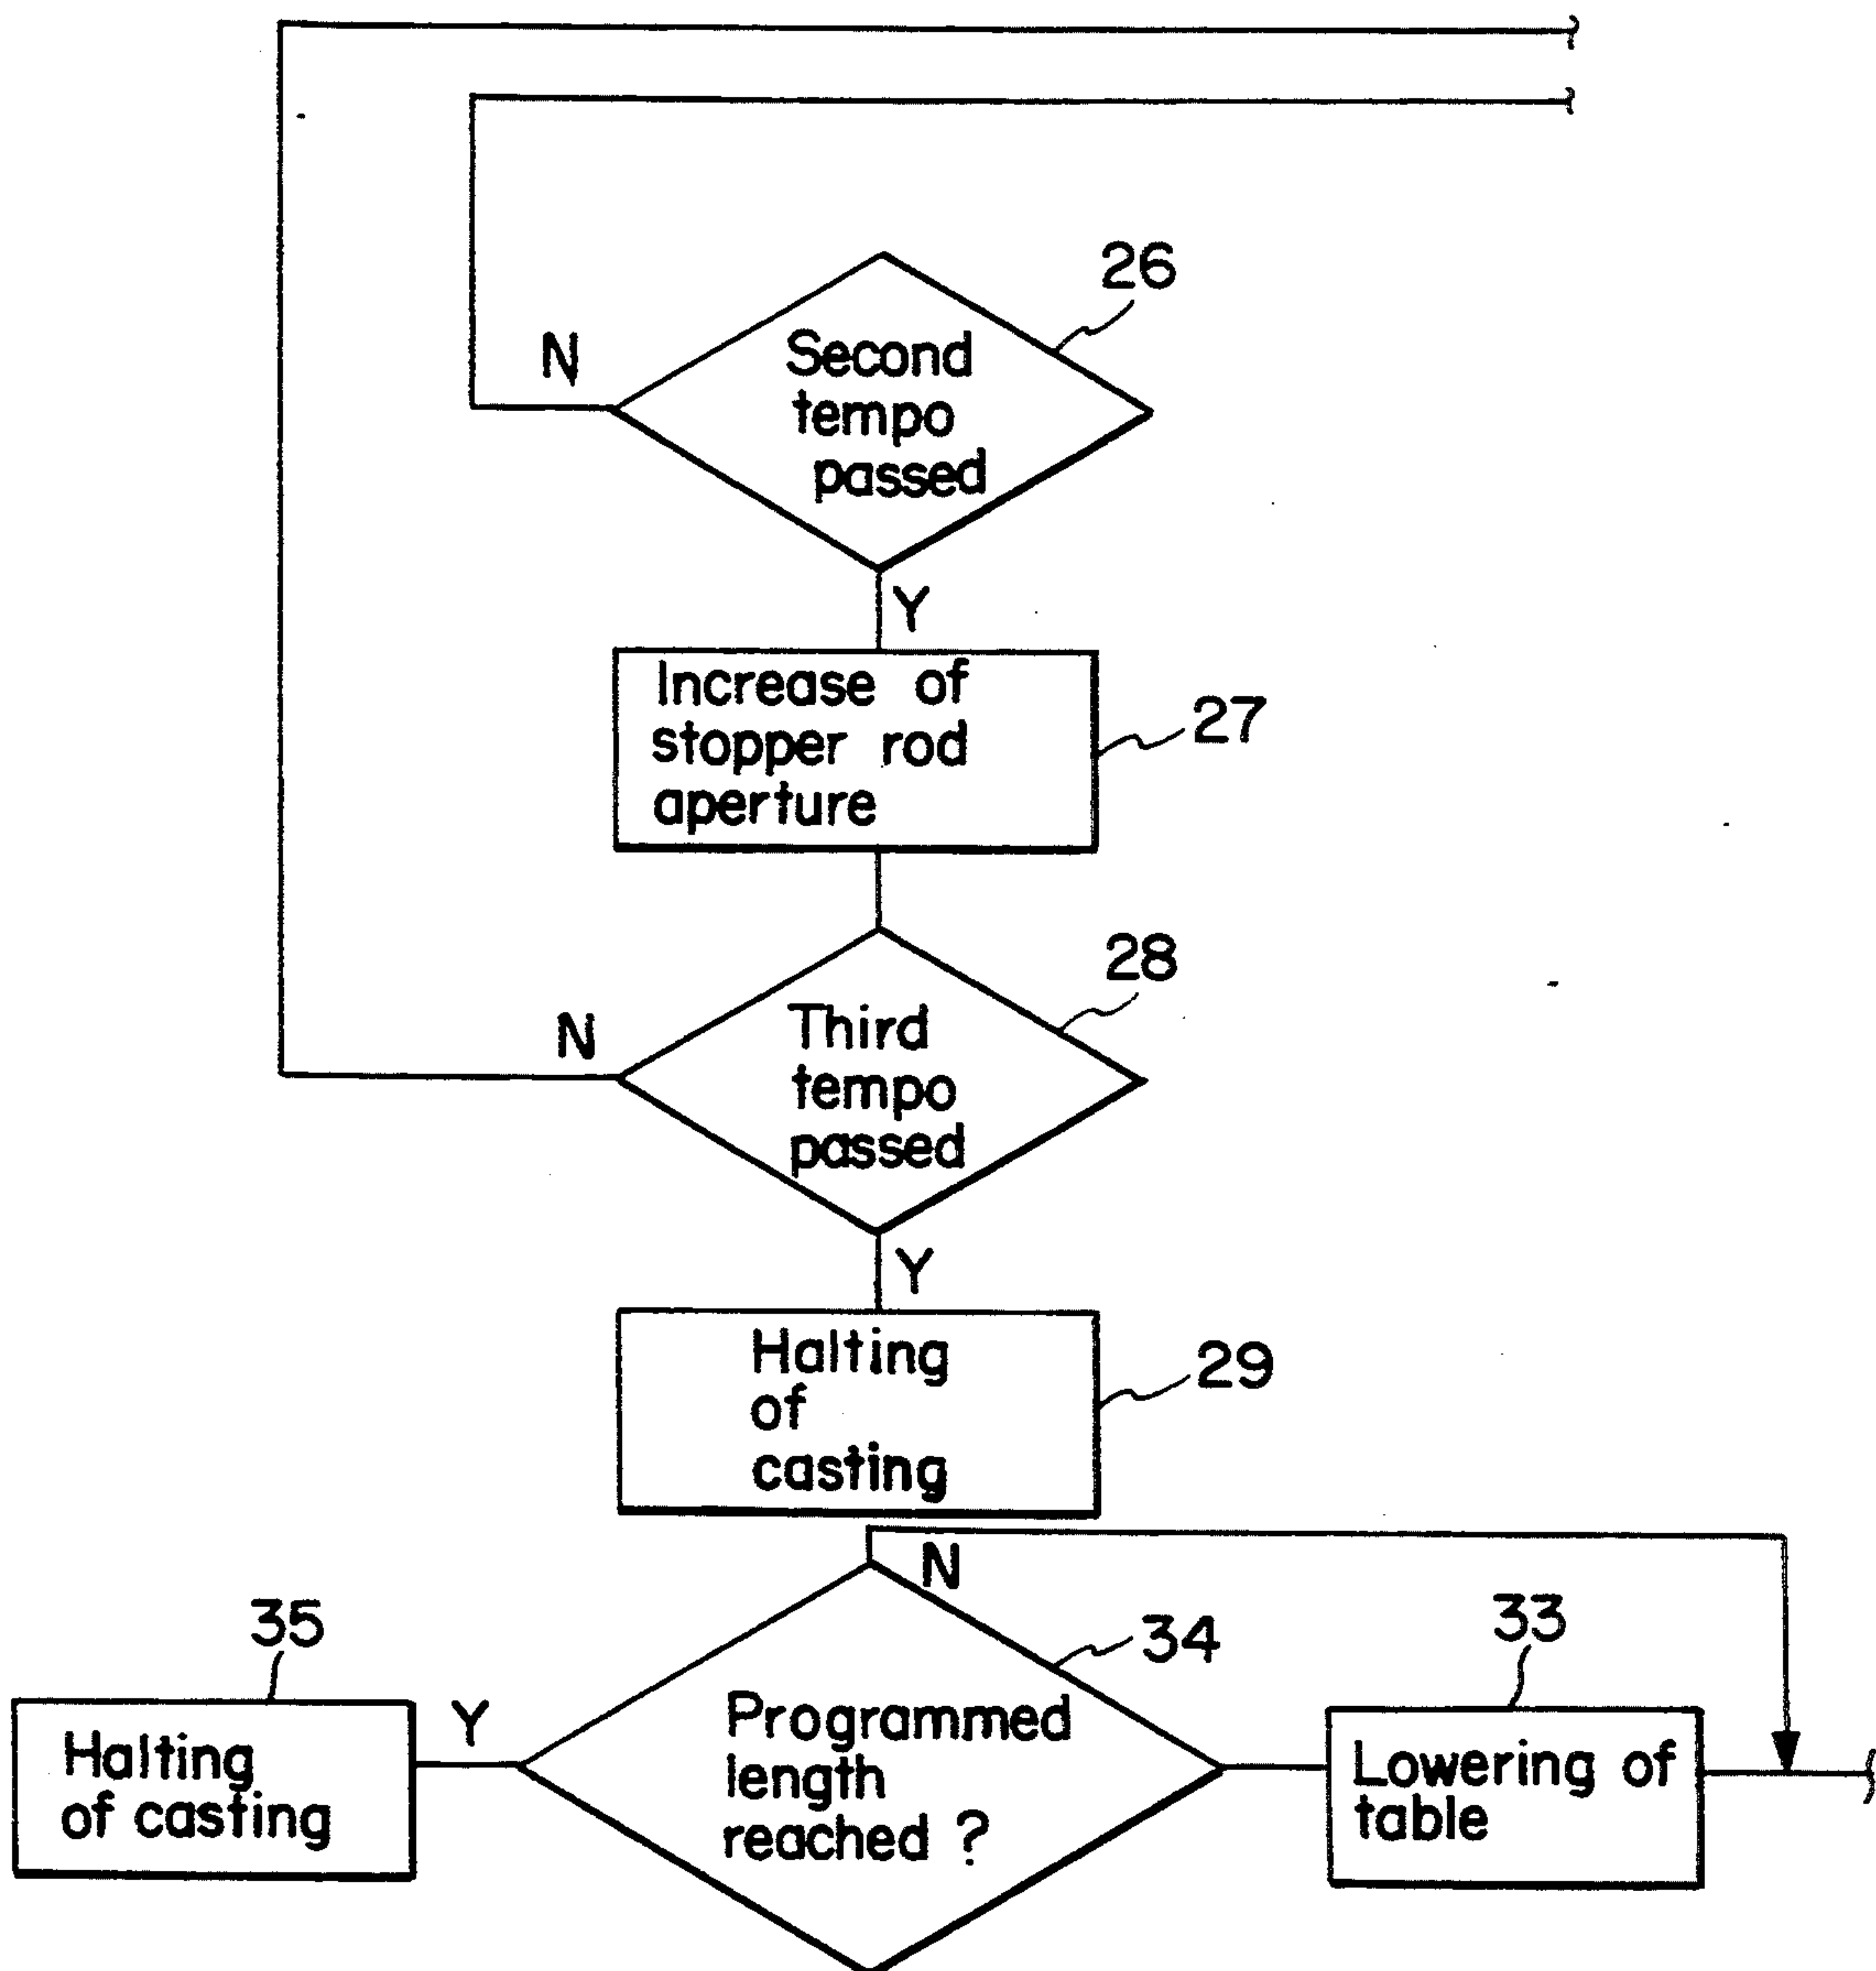 26
N
Second
tempo
passed
Y
Increase of
stopper rod
aperture
27
28
N
Third
tempo
passed
Y
Halting
of
casting
29
N
35
34
33
Y
Halting
of casting
Programmed
length
reached ?
Lowering of
table